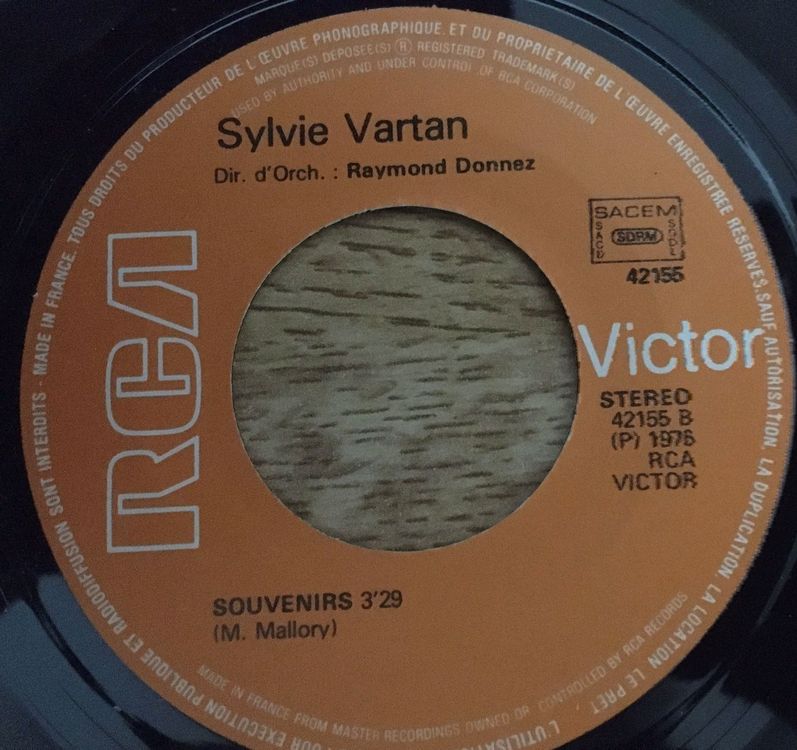 MADE IN FRANCE. TOUS DROITS DU PRODUCTEUR DE L'ŒUVRE PHONOGRAPHIQUE. ET DU PROPRIETAIRE DE L'ŒUVRE ENREGISTREE RESERVES. SAUF AUTORISATION, LA DUPLICATION, LA LOCATION, LE PRET, L'UTILISATION
OUR EXECUTION PUBLIQUE ET RADIODIFFUSION SONT INTERDITS -
MARQUE(S) DEPOSEE(S) ® REGISTERED TRADEMARK(S)
USED BY AUTHORITY AND UNDER CONTROL .OF RCA CORPORATION
Sylvie Vartan
Dir. d'Orch. : Raymond Donnez
SACEM
SACD
SDRM
SGDL
42155
RCA
Victor
STEREO
42155 B
(P) 1976
RCA
VICTOR
SOUVENIRS 3'29
(M. Mallory)
MADE IN FRANCE FROM MASTER RECORDINGS OWNED OR CONTROLLED BY RCA RECORDS